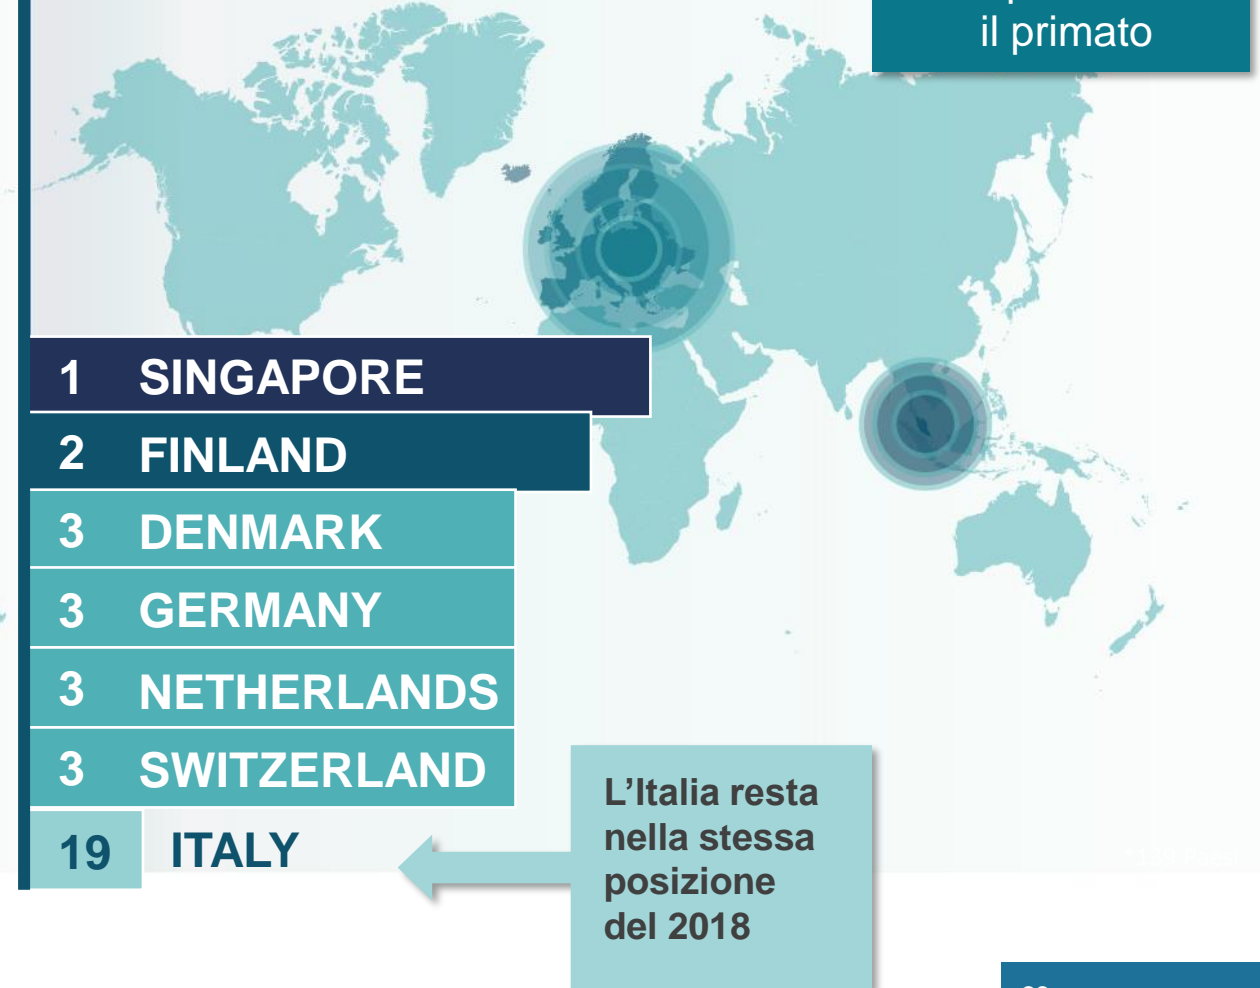 il primato
1 SINGAPORE
2 FINLAND
3 DENMARK
3 GERMANY
3 NETHERLANDS
3 SWITZERLAND
19 ITALY
L’Italia resta
nella stessa
posizione
del 2018